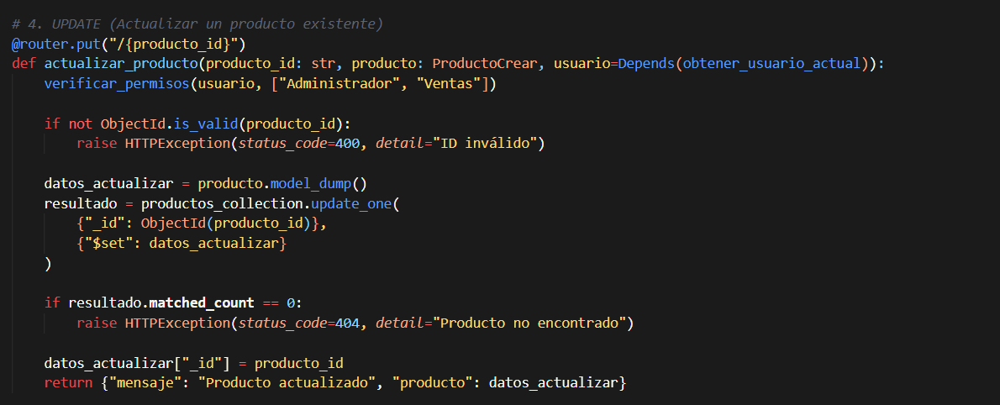 # 4. UPDATE (Actualizar un producto existente)
@router.put("/{producto_id}")
def actualizar_producto(producto_id: str, producto: ProductoCrear, usuario=Depends(obtener_usuario_actual)):
    verificar_permisos(usuario, ["Administrador", "Ventas"])

    if not ObjectId.is_valid(producto_id):
        raise HTTPException(status_code=400, detail="ID inválido")

    datos_actualizar = producto.model_dump()
    resultado = productos_collection.update_one(
        {"_id": ObjectId(producto_id)},
        {"$set": datos_actualizar}
    )

    if resultado.matched_count == 0:
        raise HTTPException(status_code=404, detail="Producto no encontrado")

    datos_actualizar["_id"] = producto_id
    return {"mensaje": "Producto actualizado", "producto": datos_actualizar}